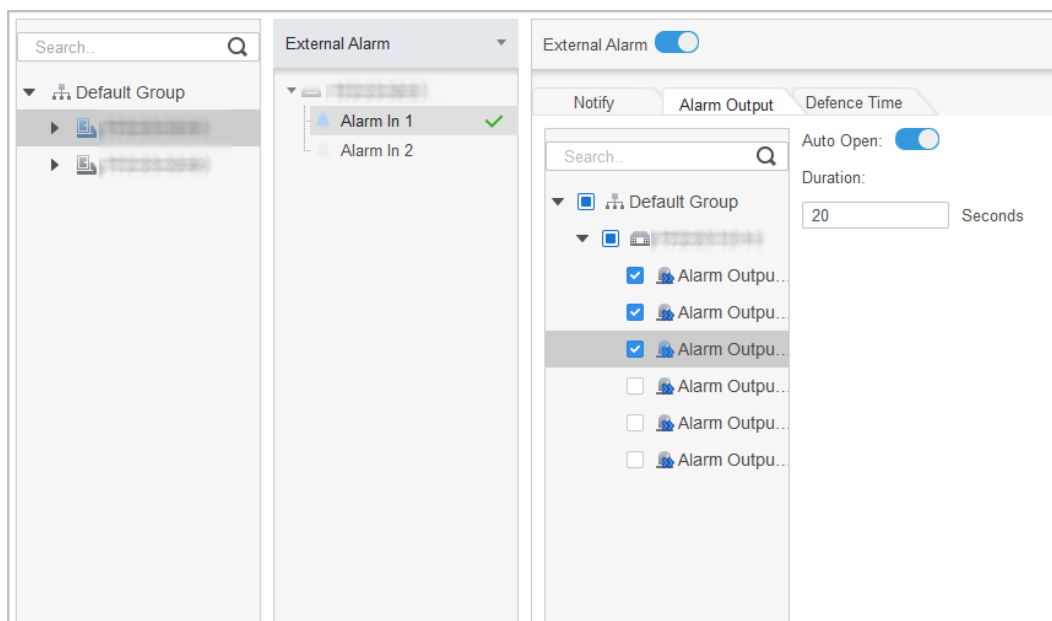 Search..
Default Group
External Alarm
Alarm In 1
Alarm In 2
External Alarm
Notify
Alarm Output
Defence Time
Search..
Default Group
Alarm Outpu...
Alarm Outpu...
Alarm Outpu...
Alarm Outpu...
Alarm Outpu...
Alarm Outpu...
Auto Open:
Duration:
20 Seconds